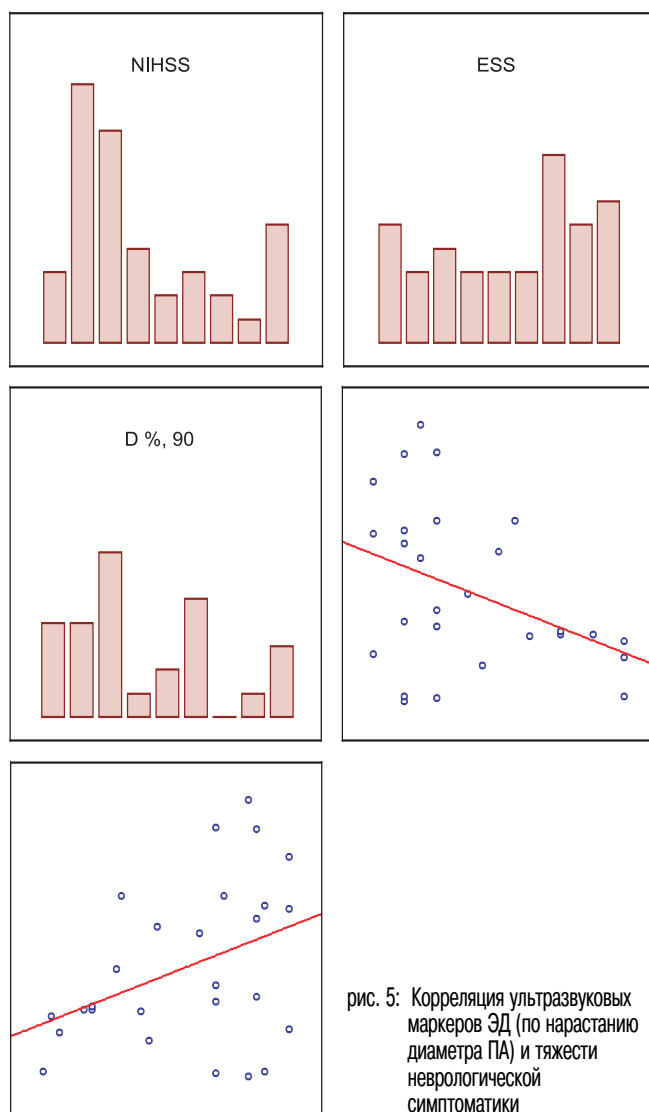 NIHSS
ESS
D %, 90
рис. 5: Корреляция ультразвуковых
маркеров ЭД (по нарастанию
диаметра ПА) и тяжести
неврологической
симптоматики